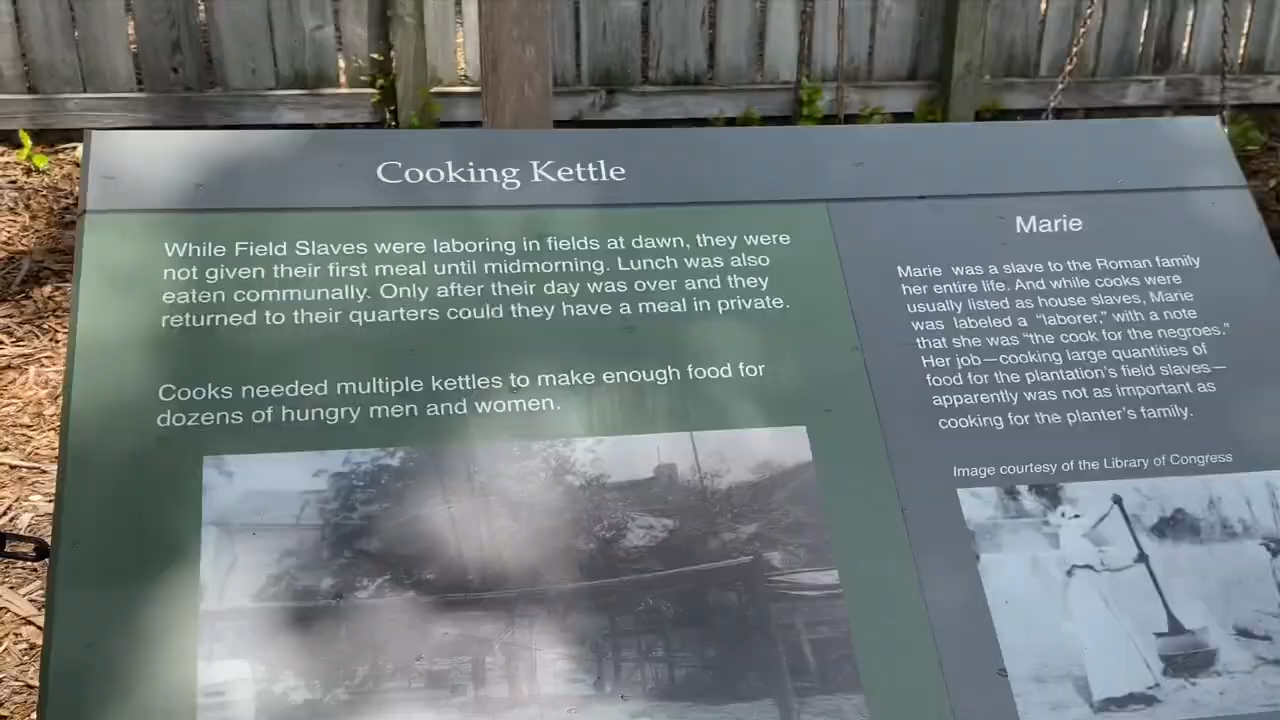 Cooking Kettle
While Field Slaves were laboring in fields at dawn, they were
not given their first meal until midmorning. Lunch was also
eaten communally. Only after their day was over and they
returned to their quarters could they have a meal in private.
Cooks needed multiple kettles to make enough food for
dozens of hungry men and women.
Marie
Marie was a slave to the Roman family
her entire life. And while cooks were
usually listed as house slaves, Marie
was labeled a “laborer,” with a note
that she was “the cook for the negroes.”
Her job—cooking large quantities of
food for the plantation's field slaves—
apparently was not as important as
cooking for the planter's family.
Image courtesy of the Library of Congress